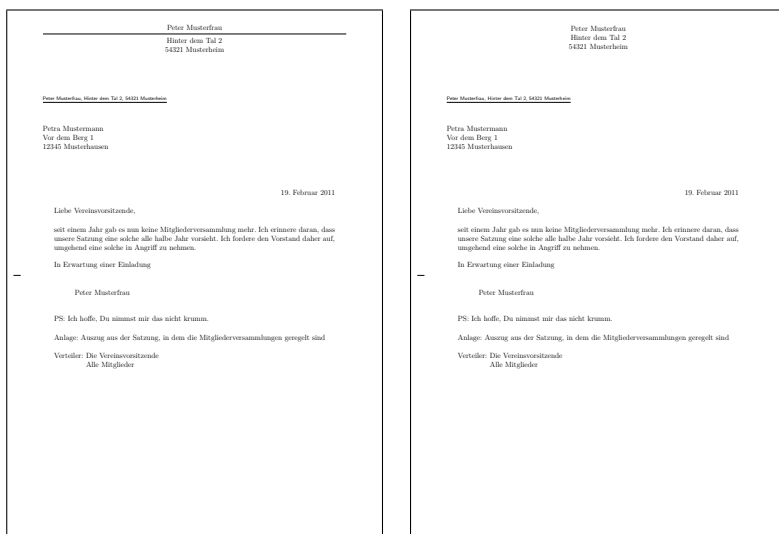 Peter Musterfrau
Hinter dem Tal 2
54321 Musterheim
Peter Musterfrau, Hinter dem Tal 2, 54321 Musterheim
Petra Mustermann
Vor dem Berg 1
12345 Musterhausen
19. Februar 2011
Liebe Vereinsvorsitzende,
seit einem Jahr gab es nun keine Mitgliederversammlung mehr. Ich erinnere daran, dass
unsere Satzung eine solche alle halbe Jahr vorsieht. Ich fordere den Vorstand daher auf,
umgehend eine solche in Angriff zu nehmen.
In Erwartung einer Einladung
Peter Musterfrau
PS: Ich hoffe, Du nimmst mir das nicht krumm.
Anlage: Auszug aus der Satzung, in dem die Mitgliederversammlungen geregelt sind
Verteiler: Die Vereinsvorsitzende
Alle Mitglieder
Peter Musterfrau
Hinter dem Tal 2
54321 Musterheim
Peter Musterfrau, Hinter dem Tal 2, 54321 Musterheim
Petra Mustermann
Vor dem Berg 1
12345 Musterhausen
19. Februar 2011
Liebe Vereinsvorsitzende,
seit einem Jahr gab es nun keine Mitgliederversammlung mehr. Ich erinnere daran, dass
unsere Satzung eine solche alle halbe Jahr vorsieht. Ich fordere den Vorstand daher auf,
umgehend eine solche in Angriff zu nehmen.
In Erwartung einer Einladung
Peter Musterfrau
PS: Ich hoffe, Du nimmst mir das nicht krumm.
Anlage: Auszug aus der Satzung, in dem die Mitgliederversammlungen geregelt sind
Verteiler: Die Vereinsvorsitzende
Alle Mitglieder